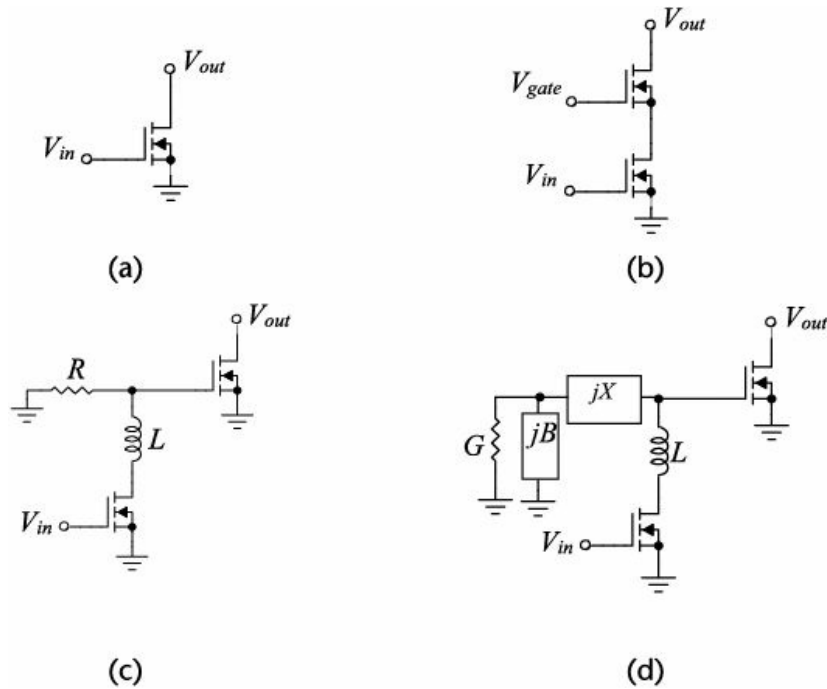 V_out
V_in
(a)
V_out
V_gate
V_in
(b)
V_out
R
L
V_in
(c)
V_out
jX
G
jB
L
V_in
(d)